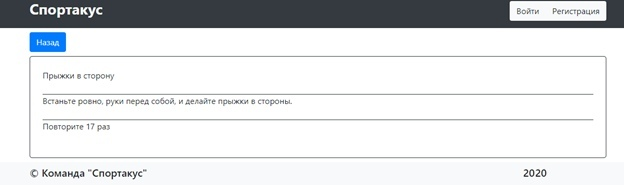 Спортакус
Войти Регистрация
Назад
Прыжки в сторону
Встаньте ровно, руки перед собой, и делайте прыжки в стороны.
Повторите 17 раз
© Команда "Спортакус" 2020